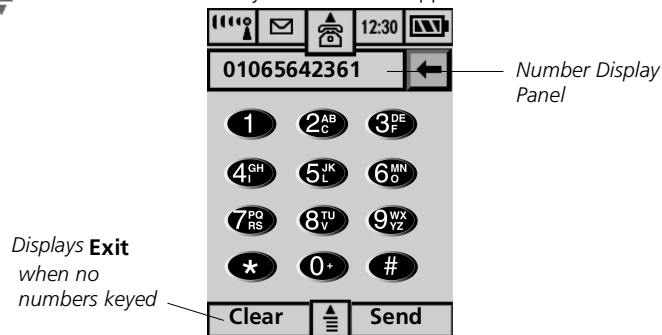 12:30
01065642361
Number Display
Panel
1 2ABC 3DEF
4GHI 5JKL 6MNO
7PQRS 8TUV 9WXYZ
* 0+ #
Displays Exit
when no
numbers keyed
Clear Send